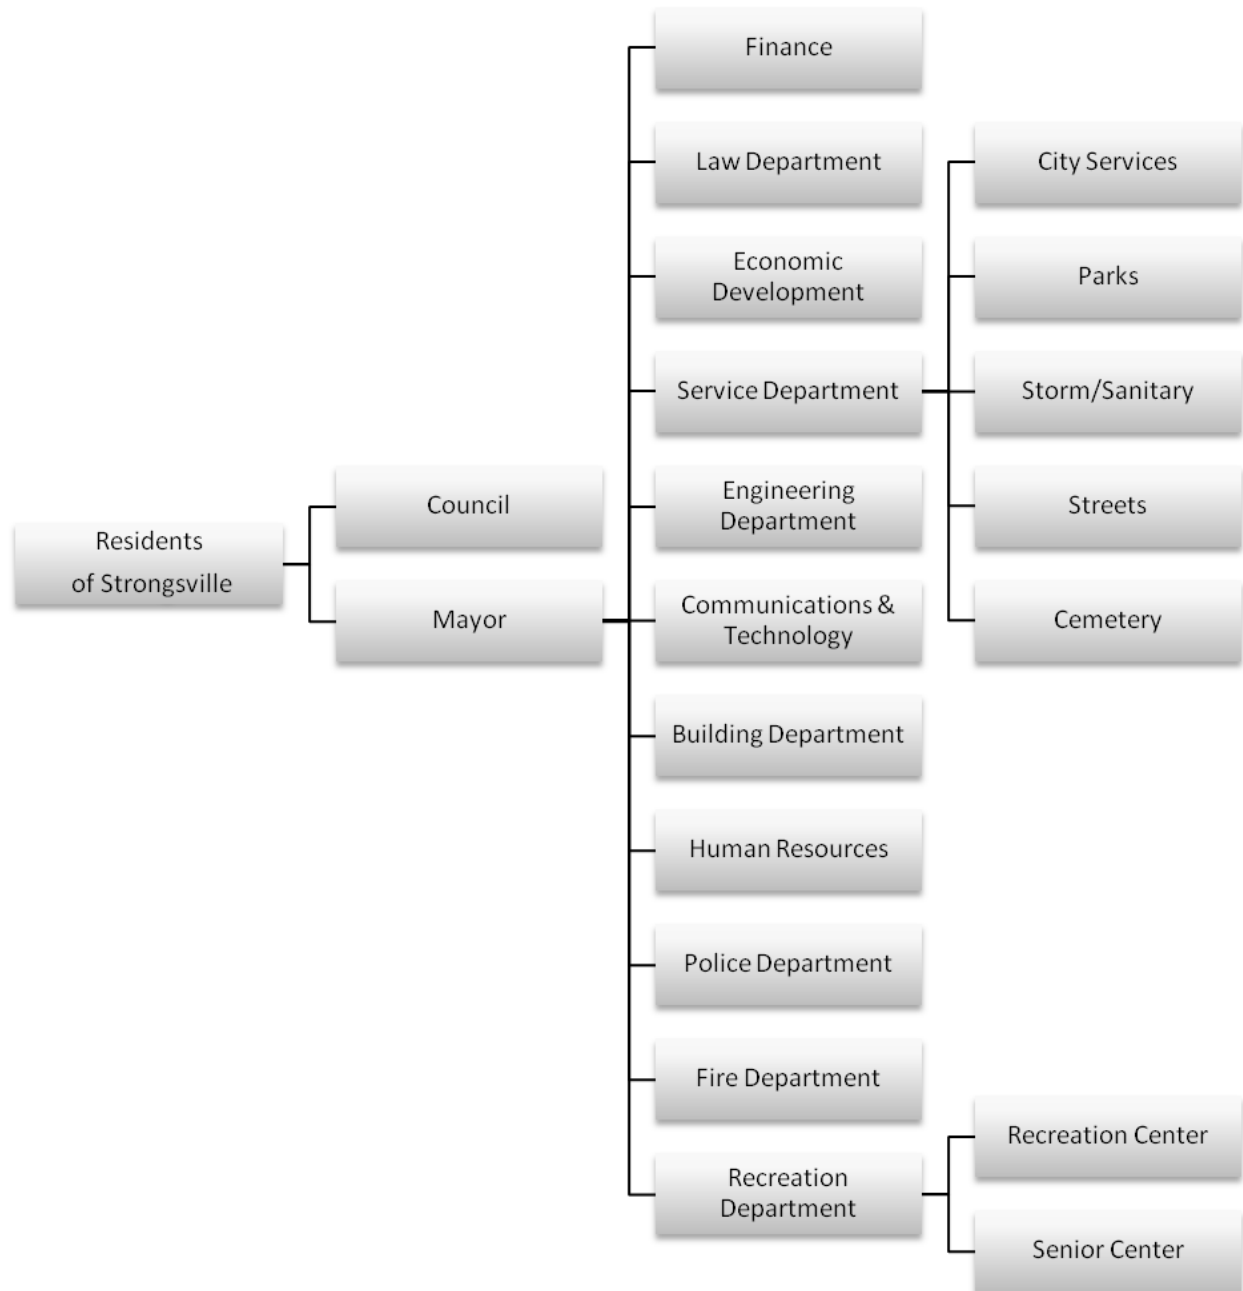 Residents
of Strongsville
Council
Mayor
Finance
Law Department
Economic
Development
Service Department
Engineering
Department
Communications &
Technology
Building Department
Human Resources
Police Department
Fire Department
Recreation
Department
City Services
Parks
Storm/Sanitary
Streets
Cemetery
Recreation Center
Senior Center